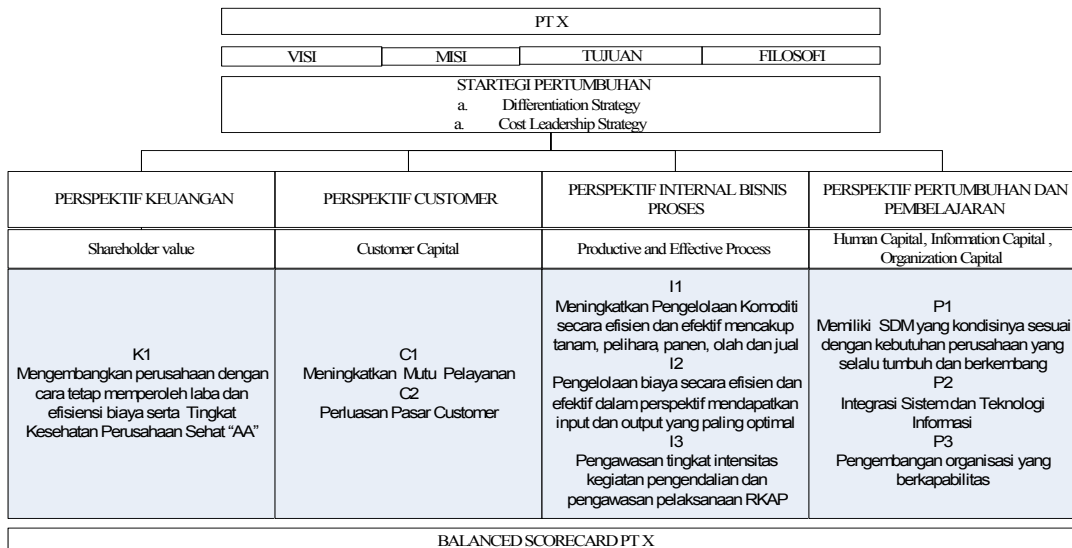 PT X
VISI
MISI
TUJUAN
FILOSOFI
STARTEGI PERTUMBUHAN
a. Differentiation Strategy
a. Cost Leadership Strategy
PERSPEKTIF KEUANGAN
PERSPEKTIF CUSTOMER
PERSPEKTIF INTERNAL BISNIS
PROSES
PERSPEKTIF PERTUMBUHAN DAN
PEMBELAJARAN
Shareholder value
Customer Capital
Productive and Effective Process
Human Capital, Information Capital ,
Organization Capital
K1
Mengembangkan perusahaan dengan
cara tetap memperoleh laba dan
efisiensi biaya serta Tingkat
Kesehatan Perusahaan Sehat “AA”
C1
Meningkatkan Mutu Pelayanan
C2
Perluasan Pasar Customer
I1
Meningkatkan Pengelolaan Komoditi
secara efisien dan efektif mencakup
tanam, pelihara, panen, olah dan jual
I2
Pengelolaan biaya secara efisien dan
efektif dalam perspektif mendapatkan
input dan output yang paling optimal
I3
Pengawasan tingkat intensitas
kegiatan pengendalian dan
pengawasan pelaksanaan RKAP
P1
Memiliki SDM yang kondisinya sesuai
dengan kebutuhan perusahaan yang
selalu tumbuh dan berkembang
P2
Integrasi Sistem dan Teknologi
Informasi
P3
Pengembangan organisasi yang
berkapabilitas
BALANCED SCORECARD PT X